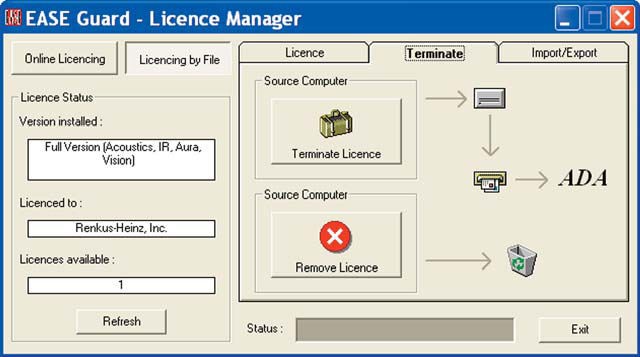 EASE EASE Guard - Licence Manager
Online Licencing
Licencing by File
Licence Status
Version installed :
Full Version (Acoustics, IR, Aura,
Vision)
Licenced to :
Renkus-Heinz, Inc.
Licences available :
1
Refresh
Licence
Terminate
Import/Export
Source Computer
Terminate Licence
ADA
Source Computer
Remove Licence
Status :
Exit